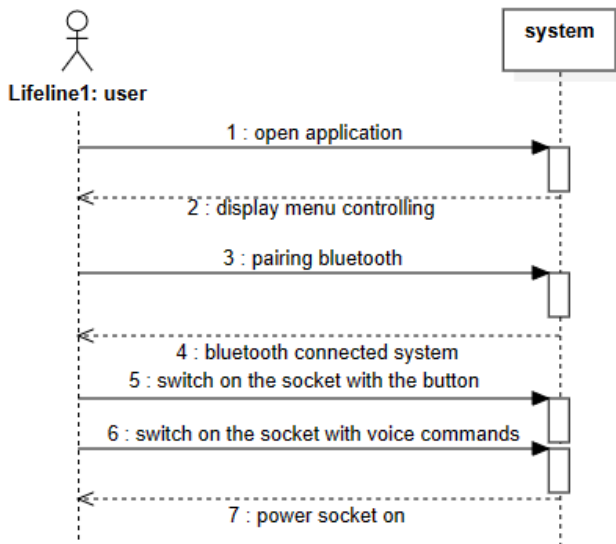 system
Lifeline1: user
1 : open application
2 : display menu controlling
3 : pairing bluetooth
4 : bluetooth connected system
5 : switch on the socket with the button
6 : switch on the socket with voice commands
7 : power socket on